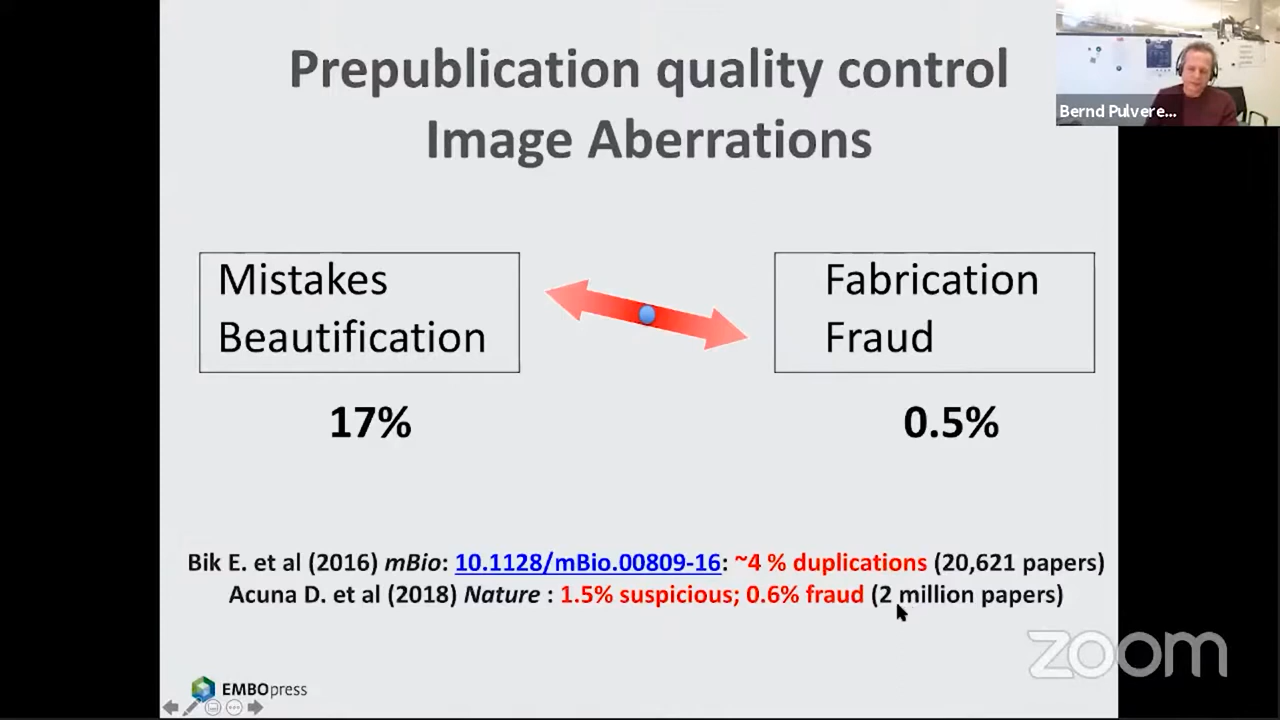 Prepublication quality control
Image Aberrations
Bernd Pulvere...
Mistakes
Beautification
Fabrication
Fraud
17%
0.5%
Bik E. et al (2016) mBio: 10.1128/mBio.00809-16: ~4 % duplications (20,621 papers)
Acuna D. et al (2018) Nature : 1.5% suspicious; 0.6% fraud (2 million papers)
zoom
EMBOpress